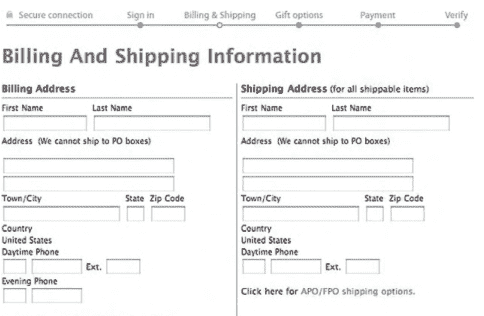 Secure connection Sign in Billing & Shipping Gift options Payment Verify
Billing And Shipping Information
Billing Address
First Name Last Name
Address (We cannot ship to PO boxes)
Town/City State Zip Code
Country
United States
Daytime Phone
Ext.
Evening Phone
Shipping Address (for all shippable items)
First Name Last Name
Address (We cannot ship to PO boxes)
Town/City State Zip Code
Country
United States
Daytime Phone
Ext.
Click here for APO/FPO shipping options.